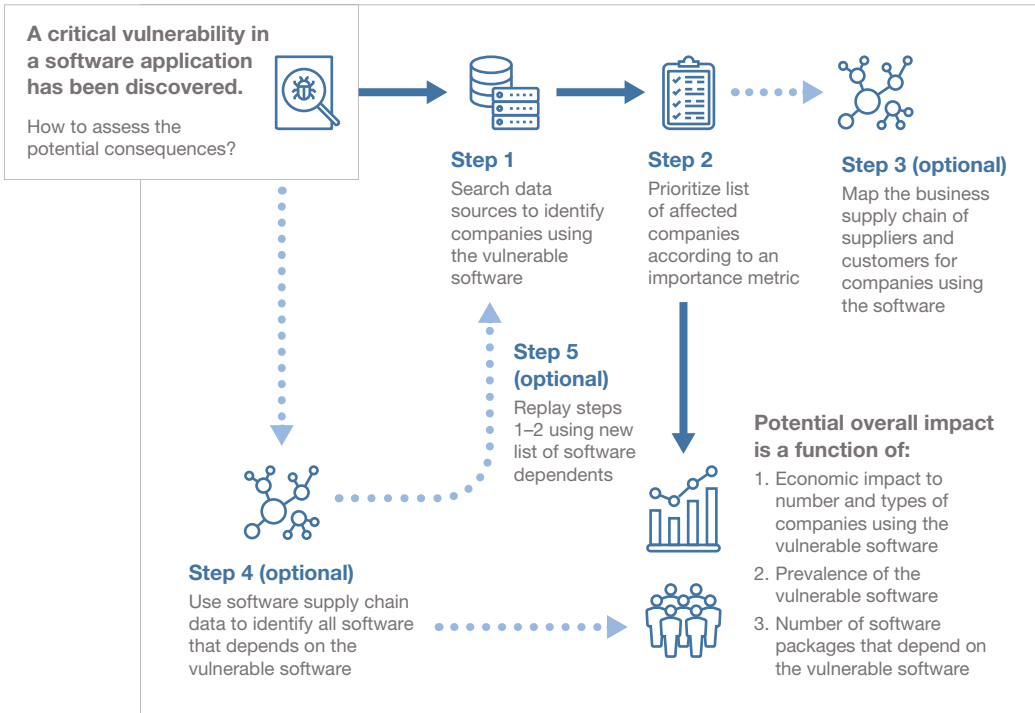 A critical vulnerability in
a software application
has been discovered.
How to assess the
potential consequences?
Step 1
Search data
sources to identify
companies using
the vulnerable
software
Step 2
Prioritize list
of affected
companies
according to an
importance metric
Step 3 (optional)
Map the business
supply chain of
suppliers and
customers for
companies using
the software
Step 5
(optional)
Replay steps
1–2 using new
list of software
dependents
Step 4 (optional)
Use software supply chain
data to identify all software
that depends on the
vulnerable software
Potential overall impact
is a function of:
1. Economic impact to
number and types of
companies using the
vulnerable software
2. Prevalence of the
vulnerable software
3. Number of software
packages that depend on
the vulnerable software